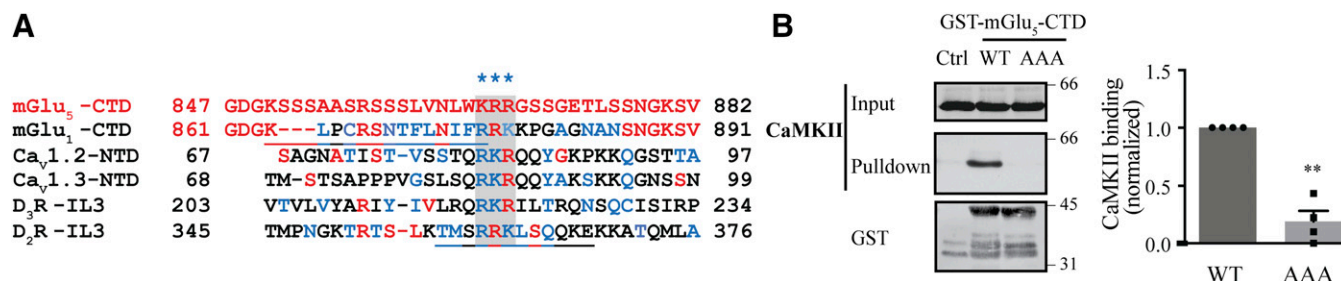 A
***
mGlu5-CTD 847 GDGKSSSSAASRSSSLVNLWKRRGSSGETLSSNGKSV 882
mGlu1-CTD 861 GDGK---LPCRSNTFLNIFRRKKPGAGNANSNGKSV 891
CaV1.2-NTD 67 SAGNATIST-VSSTQRKRQQYGKPKKQGSTTA 97
CaV1.3-NTD 68 TM-STSAPPPVGSLSQRKRQQYAKSKKQGNSSN 99
D3R-IL3 203 VTVLVYARIY-IVLRQRKRILTRQNSQCISIRP 234
D2R-IL3 345 TMPNGKTRTS-LKTMSRRKLSQQKEKKATQMLA 376
B
GST-mGlu5-CTD
Ctrl WT AAA
CaMKII
Input
66
Pulldown
66
GST
45
31
CaMKII binding
(normalized)
1.5
1.0
0.5
0.0
**
WT AAA